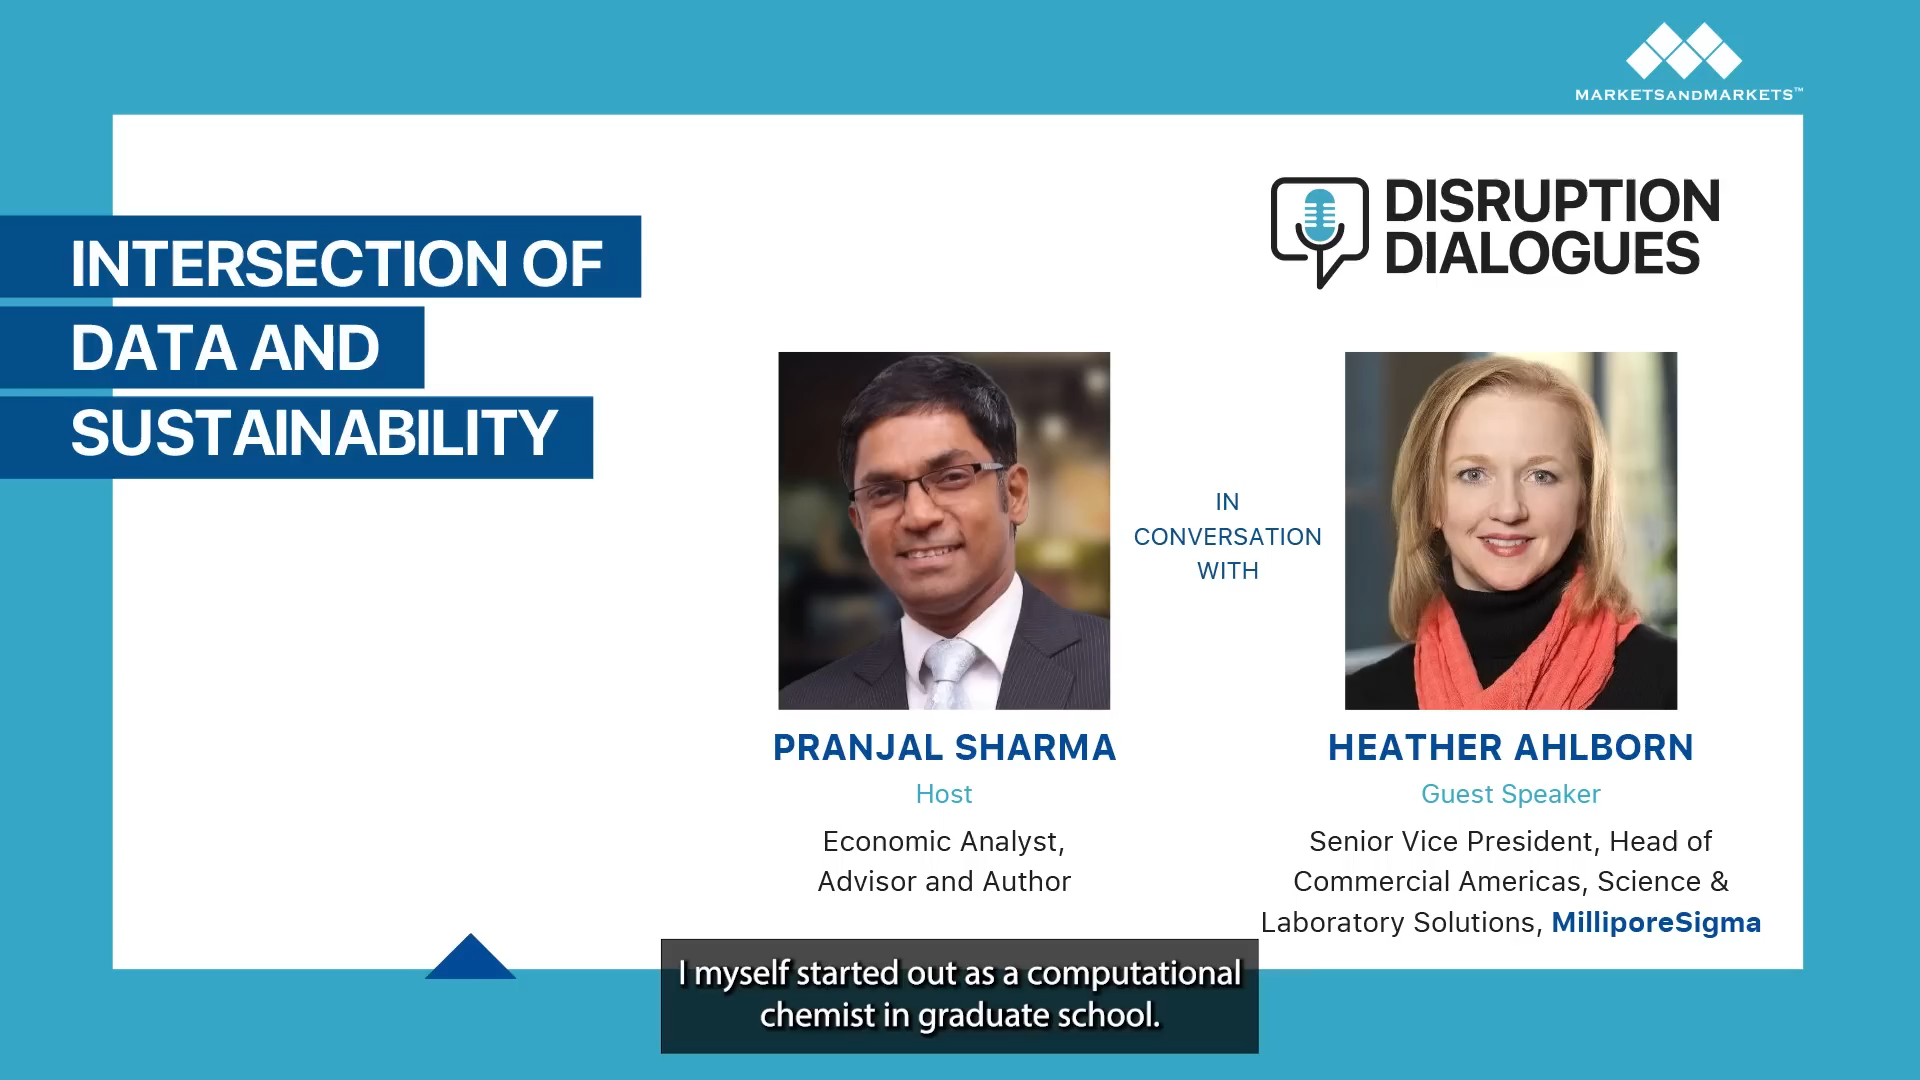 MARKETSANDMARKETS™
DISRUPTION
DIALOGUES
INTERSECTION OF
DATA AND
SUSTAINABILITY
IN
CONVERSATION
WITH
PRANJAL SHARMA
Host
Economic Analyst,
Advisor and Author
HEATHER AHLBORN
Guest Speaker
Senior Vice President, Head of
Commercial Americas, Science &
Laboratory Solutions, MilliporeSigma
I myself started out as a computational
chemist in graduate school.